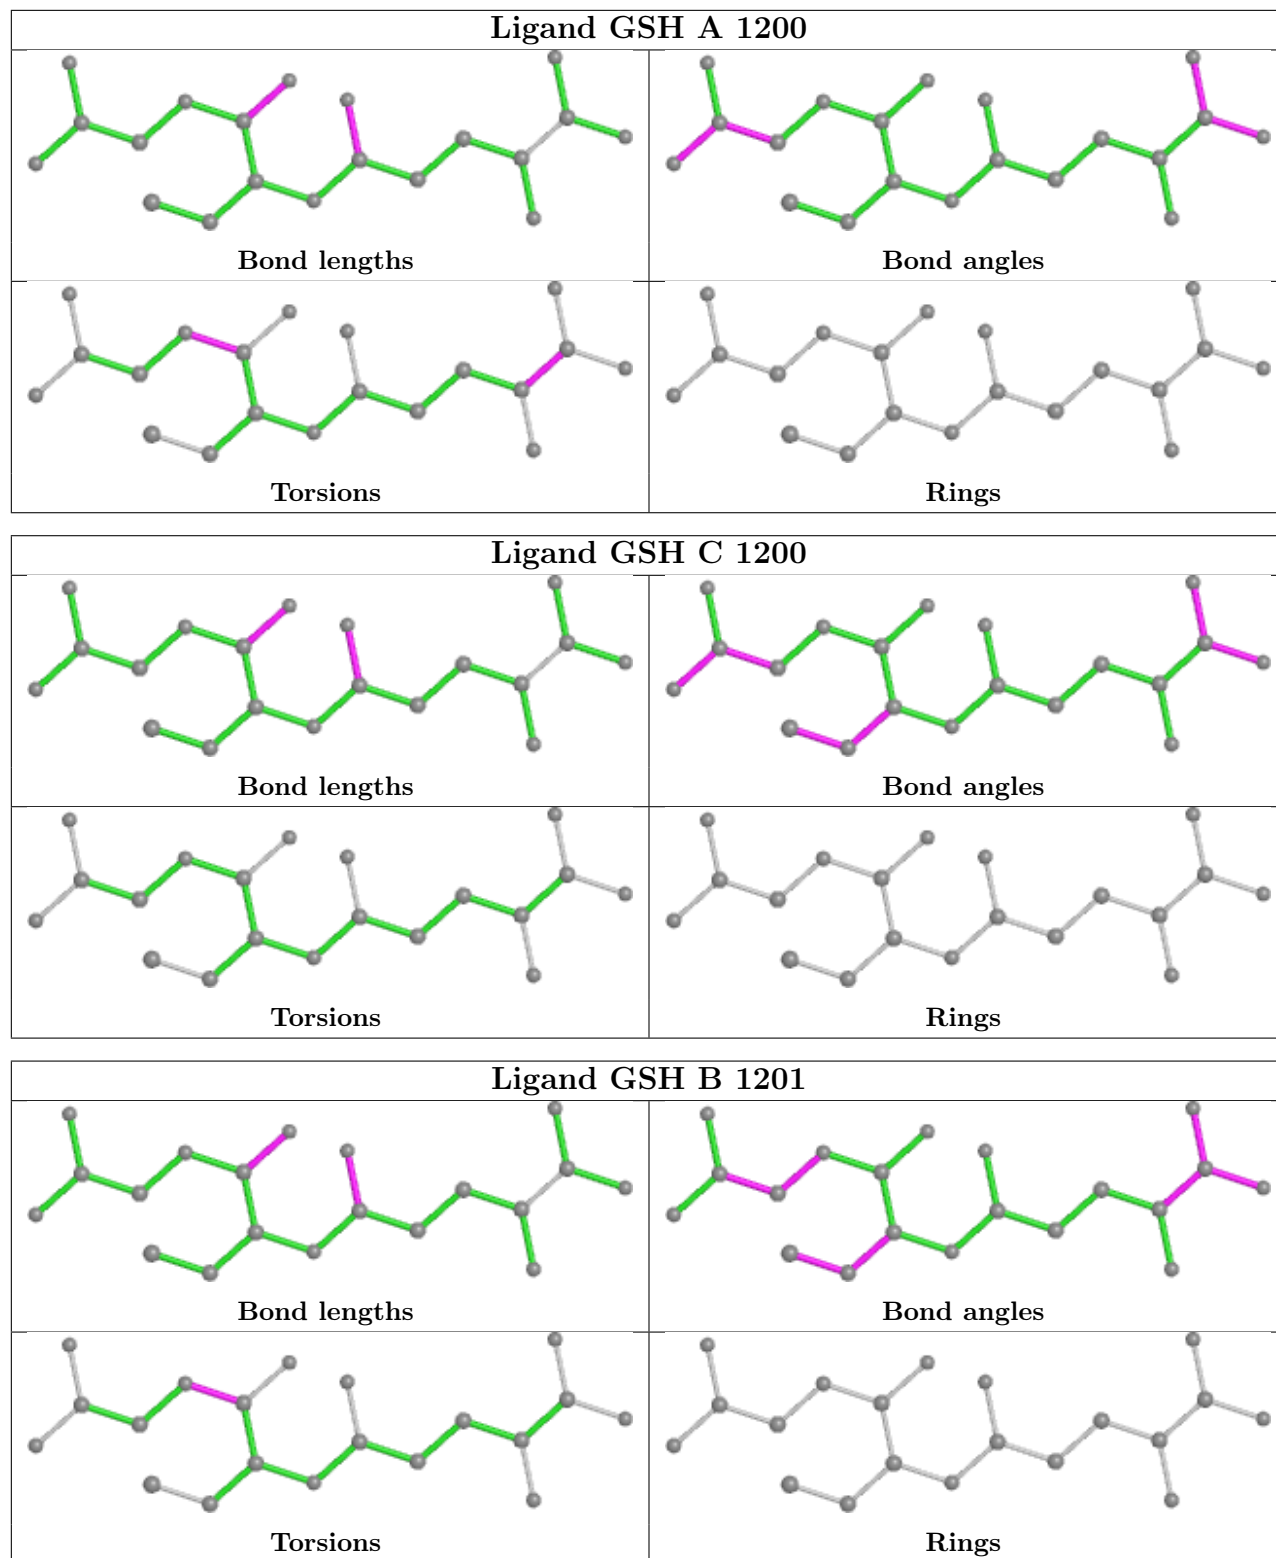 Ligand GSH A 1200
Bond lengths
Bond angles
Torsions
Rings
Ligand GSH C 1200
Bond lengths
Bond angles
Torsions
Rings
Ligand GSH B 1201
Bond lengths
Bond angles
Torsions
Rings